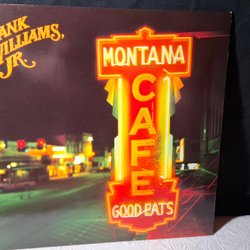 ANK
WILLIAMS,
JR.
MONTANA
CAFE
GOOD EATS